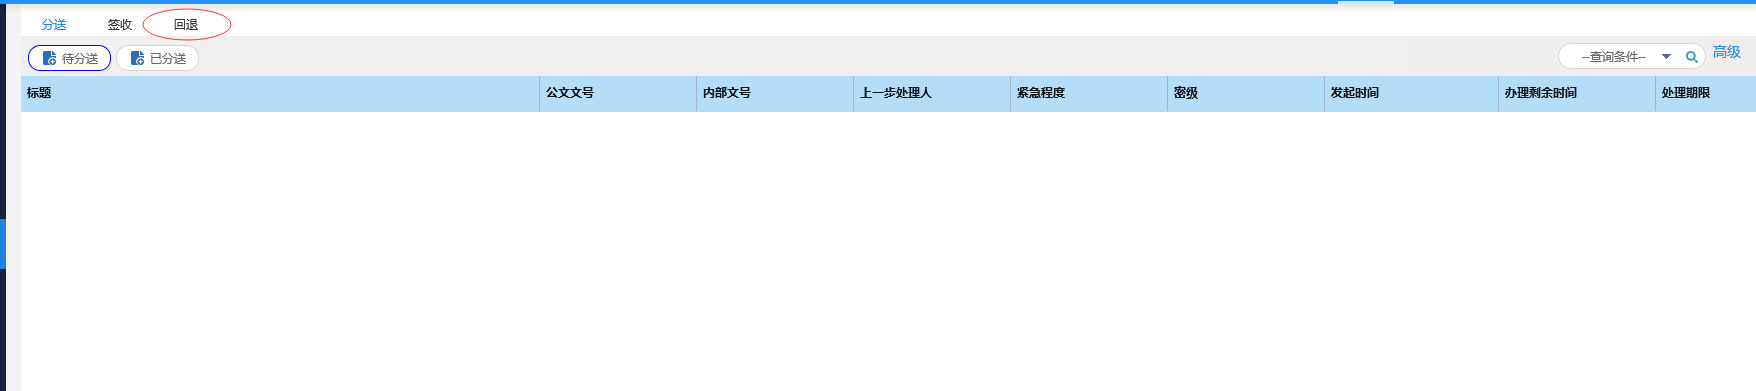 分送 签收 回退
待分送 已分送 --查询条件-- 高级
标题 公文文号 内部文号 上一步处理人 紧急程度 密级 发起时间 办理剩余时间 处理期限